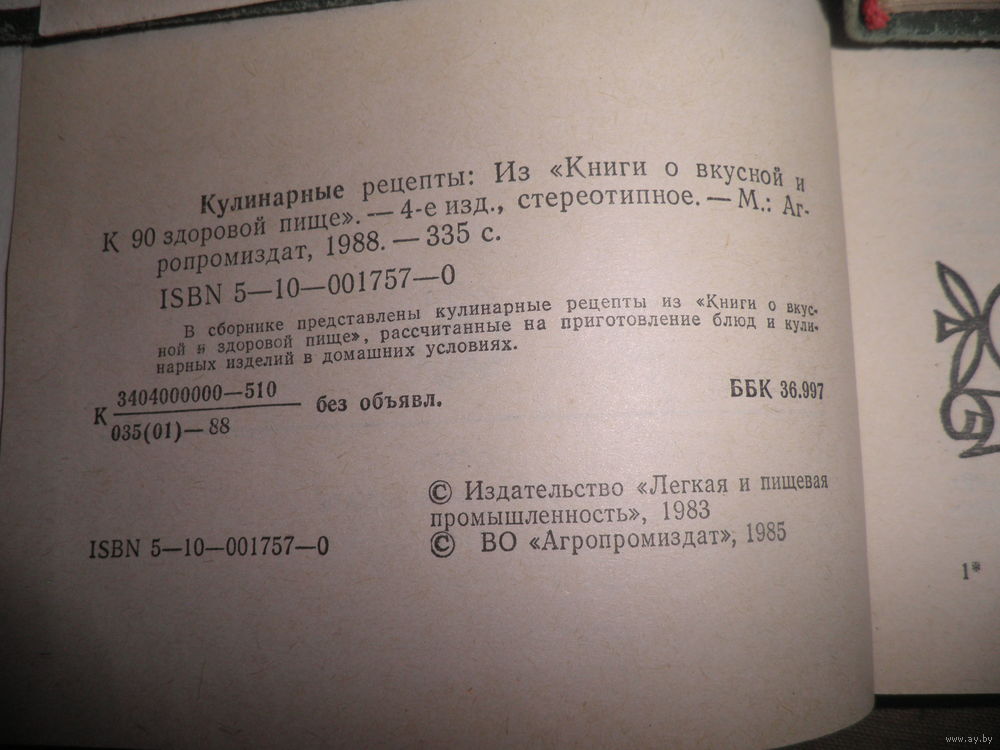 Кулинарные рецепты: Из «Книги о вкусной и
К 90 здоровой пище». — 4-е изд., стереотипное. — М.: Аг-
ропромиздат, 1988. — 335 с.
ISBN 5—10—001757—0
В сборнике представлены кулинарные рецепты из «Книги о вкус-
ной и здоровой пище», рассчитанные на приготовление блюд и кули-
нарных изделий в домашних условиях.
3404000000—510
К
035(01)—88
без объявл.
ББК 36.997
© Издательство «Легкая и пищевая
промышленность», 1983
© ВО «Агропромиздат», 1985
ISBN 5—10—001757—0
1*
www.ay.by